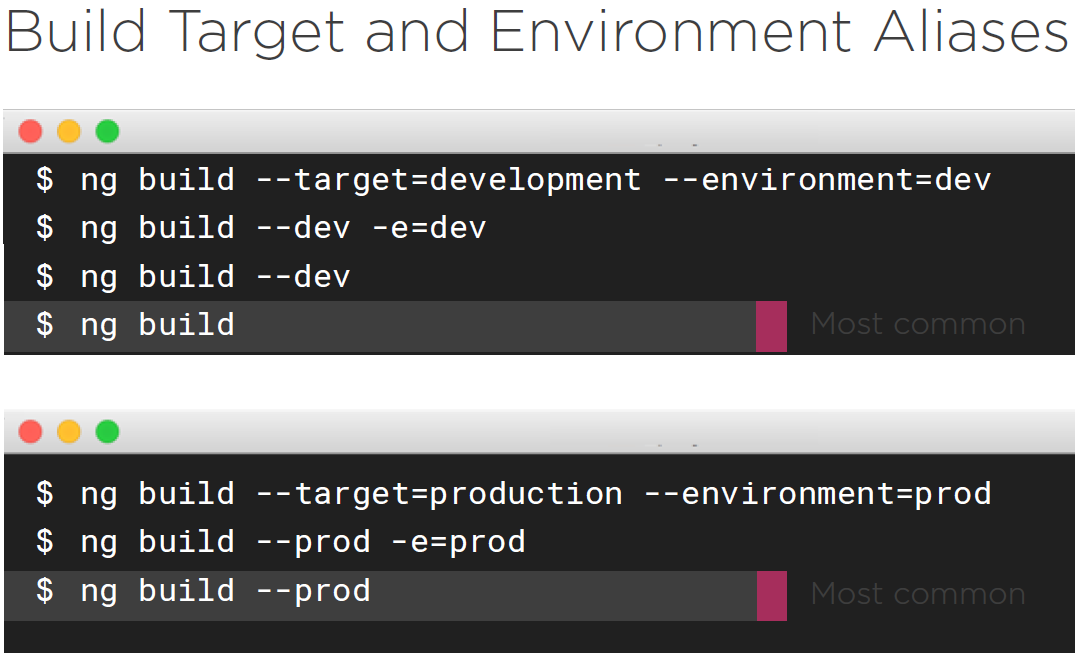 Build Target and Environment Aliases
$ ng build --target=development --environment=dev
$ ng build --dev -e=dev
$ ng build --dev
$ ng build
Most common
$ ng build --target=production --environment=prod
$ ng build --prod -e=prod
$ ng build --prod
Most common